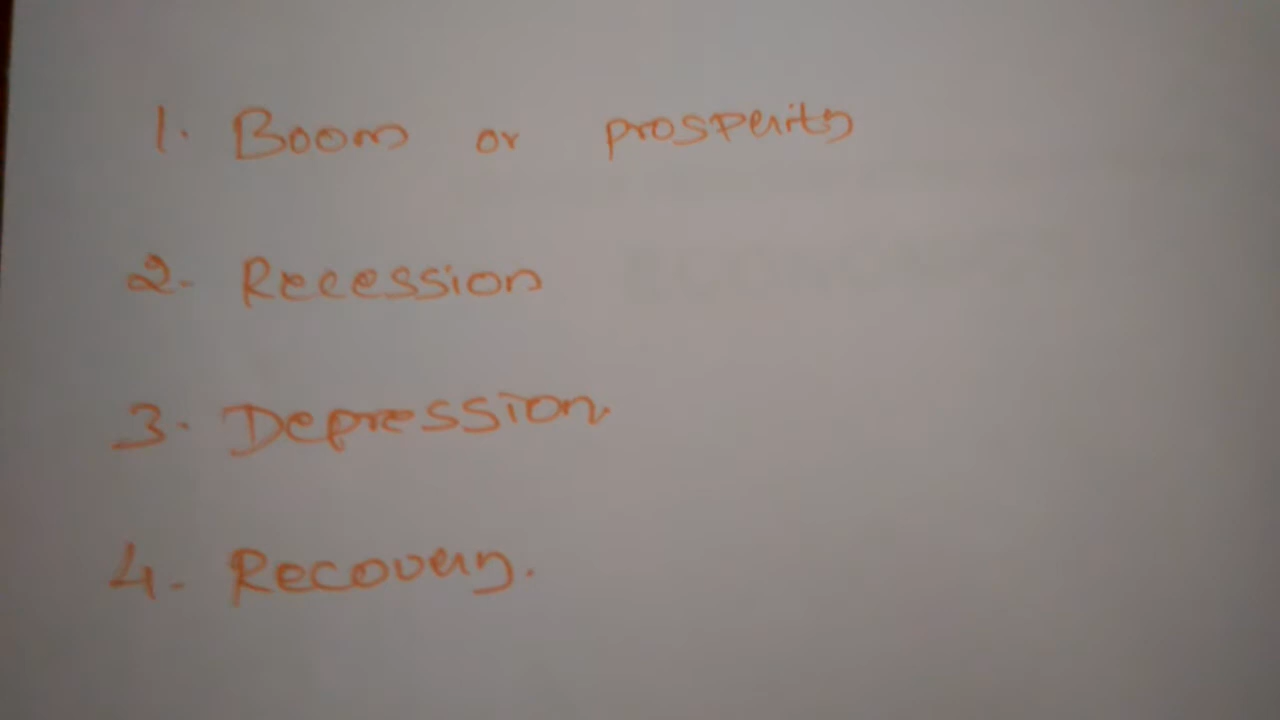 1. Boom or prosperity
2. Recession
3. Depression.
4. Recovery.